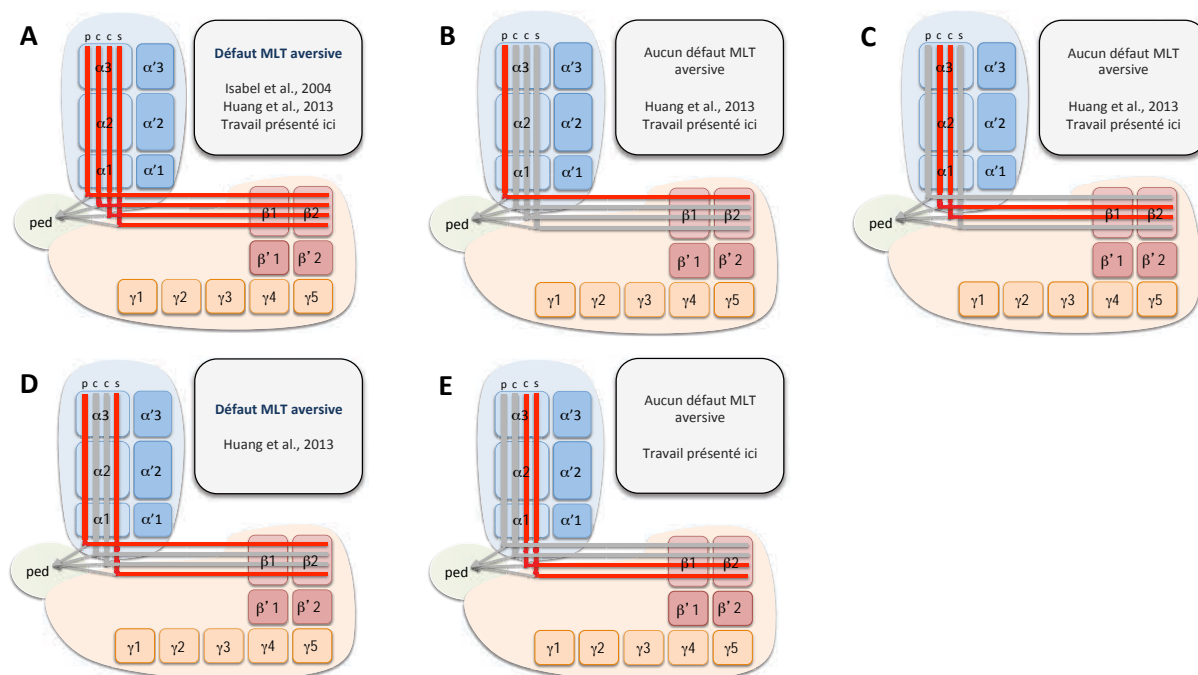 A
p c c s
α3 α'3
α2 α'2
α1 α'1
ped
β1 β2
β'1 β'2
γ1 γ2 γ3 γ4 γ5
Défaut MLT aversive
Isabel et al., 2004
Huang et al., 2013
Travail présenté ici
B
p c c s
α3 α'3
α2 α'2
α1 α'1
ped
β1 β2
β'1 β'2
γ1 γ2 γ3 γ4 γ5
Aucun défaut MLT
aversive
Huang et al., 2013
Travail présenté ici
C
p c c s
α3 α'3
α2 α'2
α1 α'1
ped
β1 β2
β'1 β'2
γ1 γ2 γ3 γ4 γ5
Aucun défaut MLT
aversive
Huang et al., 2013
Travail présenté ici
D
p c c s
α3 α'3
α2 α'2
α1 α'1
ped
β1 β2
β'1 β'2
γ1 γ2 γ3 γ4 γ5
Défaut MLT aversive
Huang et al., 2013
E
p c c s
α3 α'3
α2 α'2
α1 α'1
ped
β1 β2
β'1 β'2
γ1 γ2 γ3 γ4 γ5
Aucun défaut MLT
aversive
Travail présenté ici